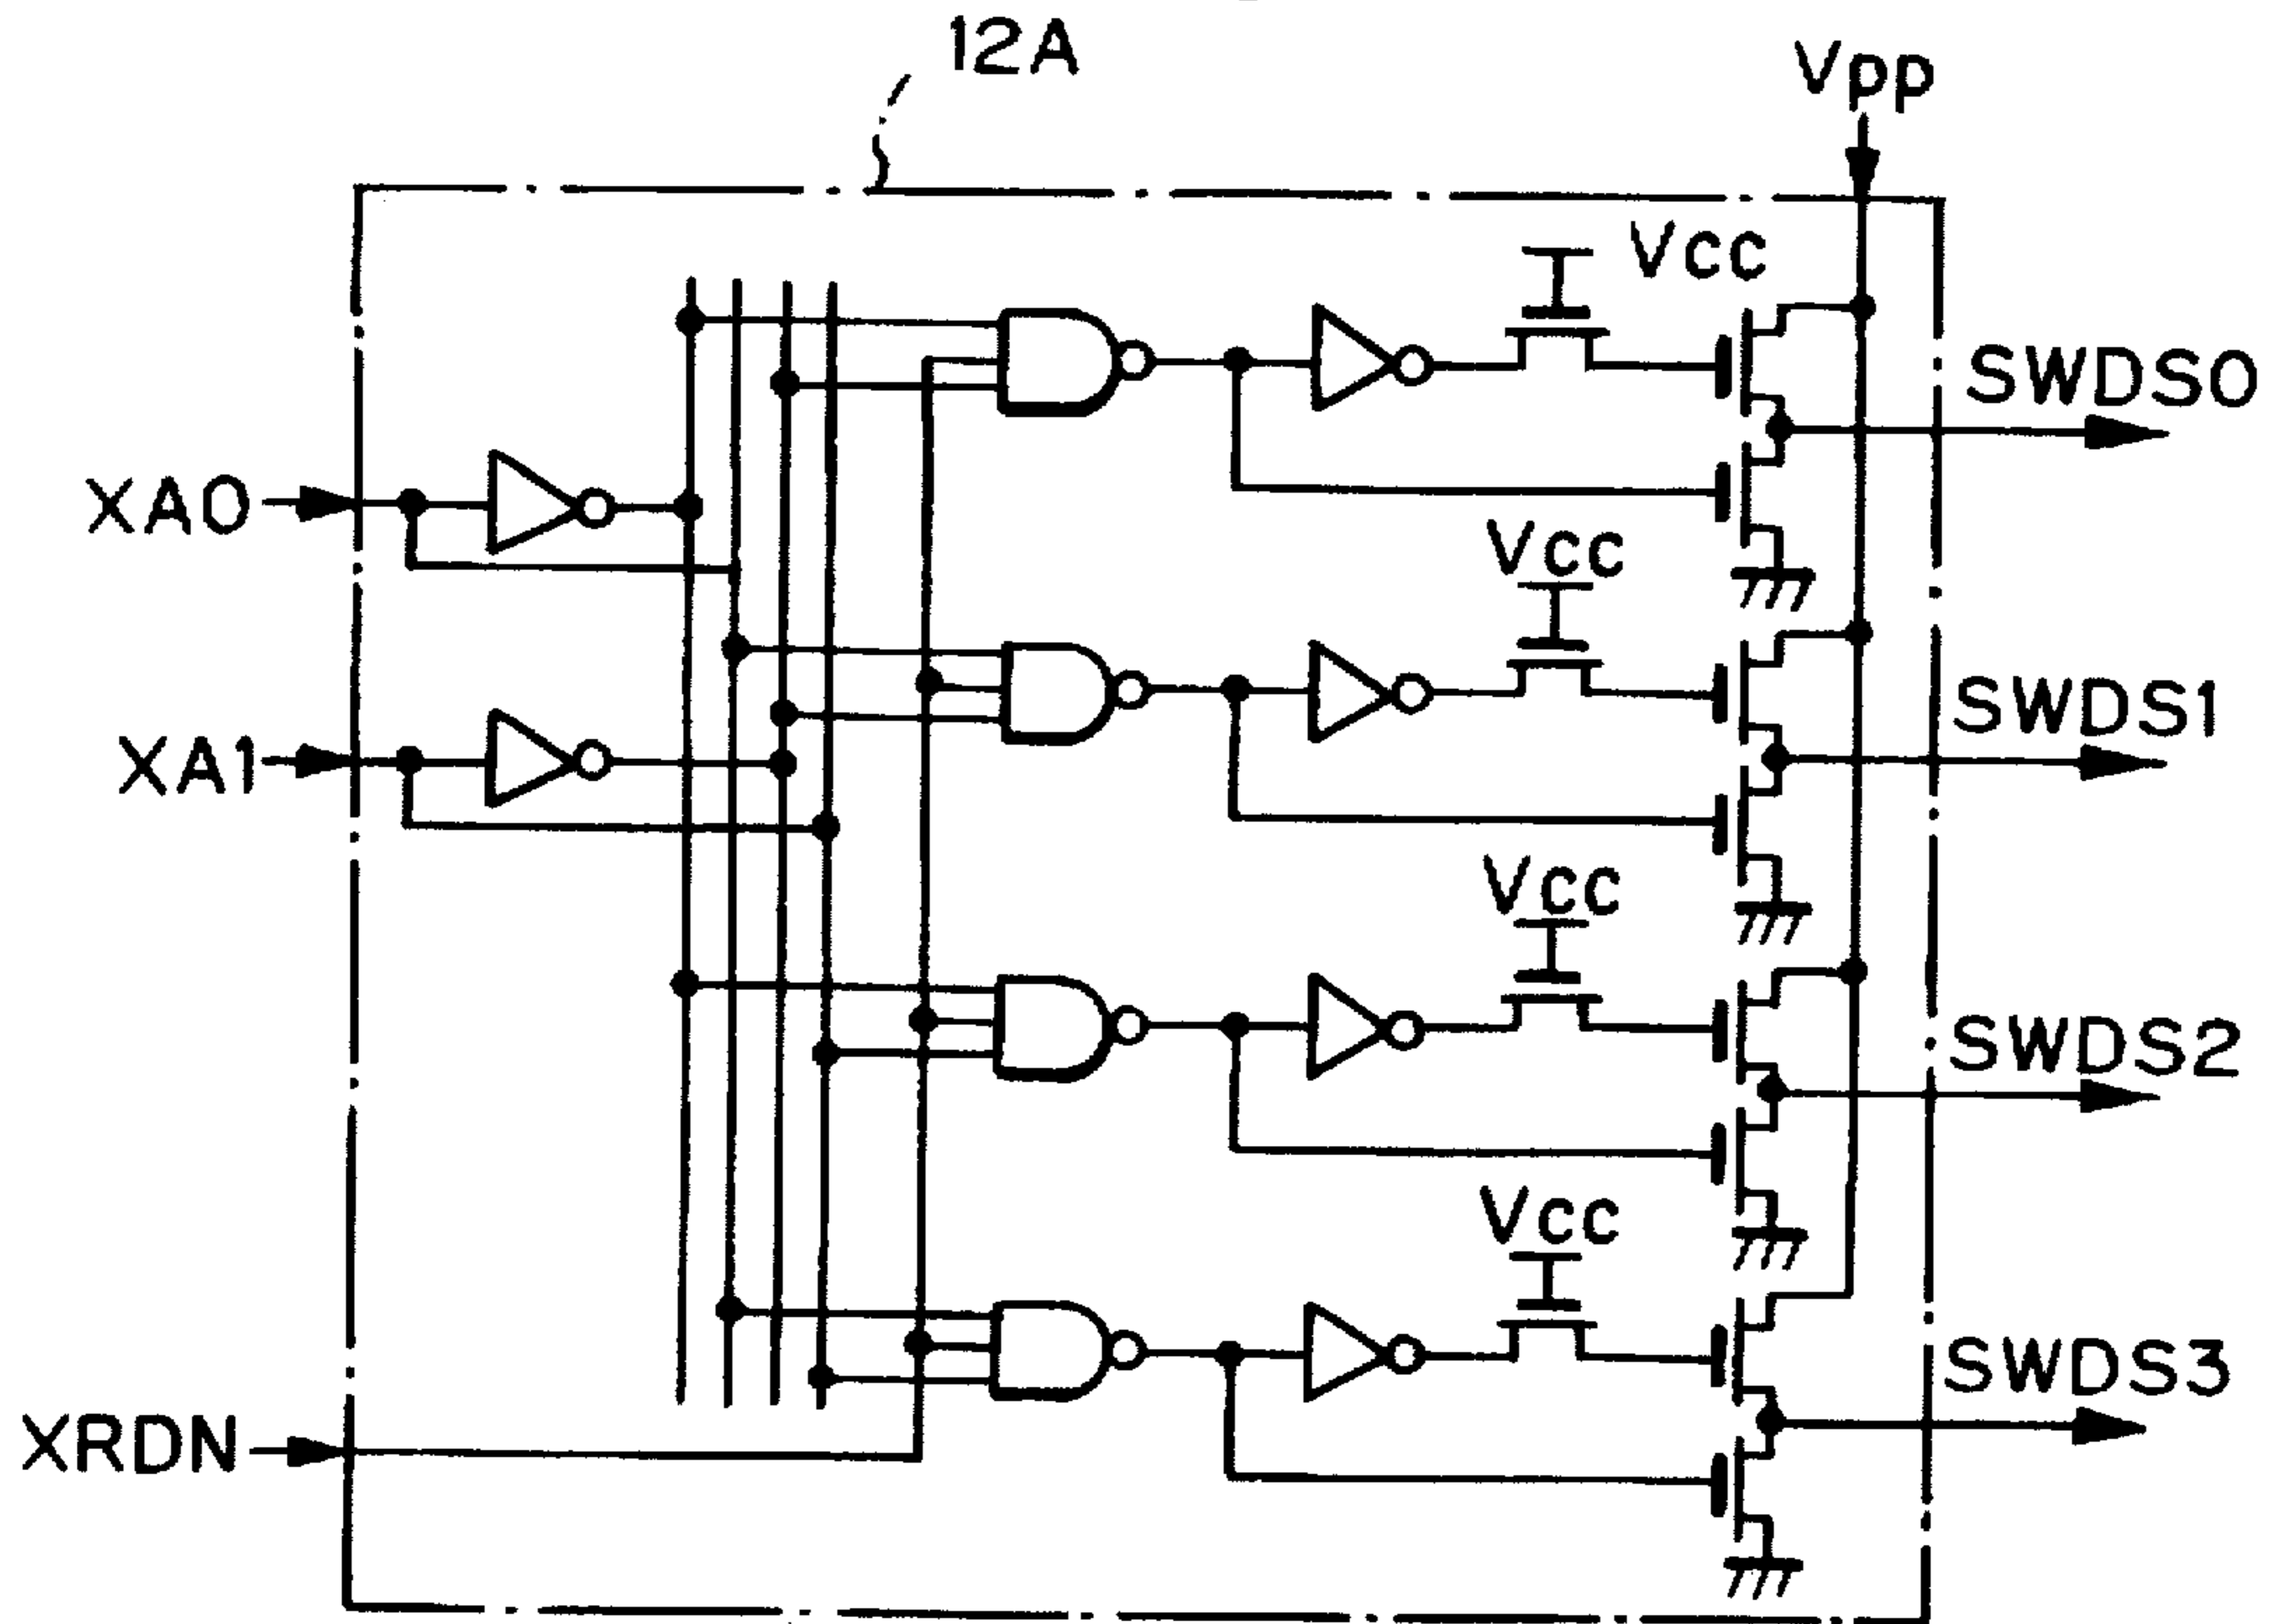 12A
Vpp
Vcc
SWDS0
XA0
Vcc
SWDS1
XA1
Vcc
SWDS2
Vcc
SWDS3
XRDN